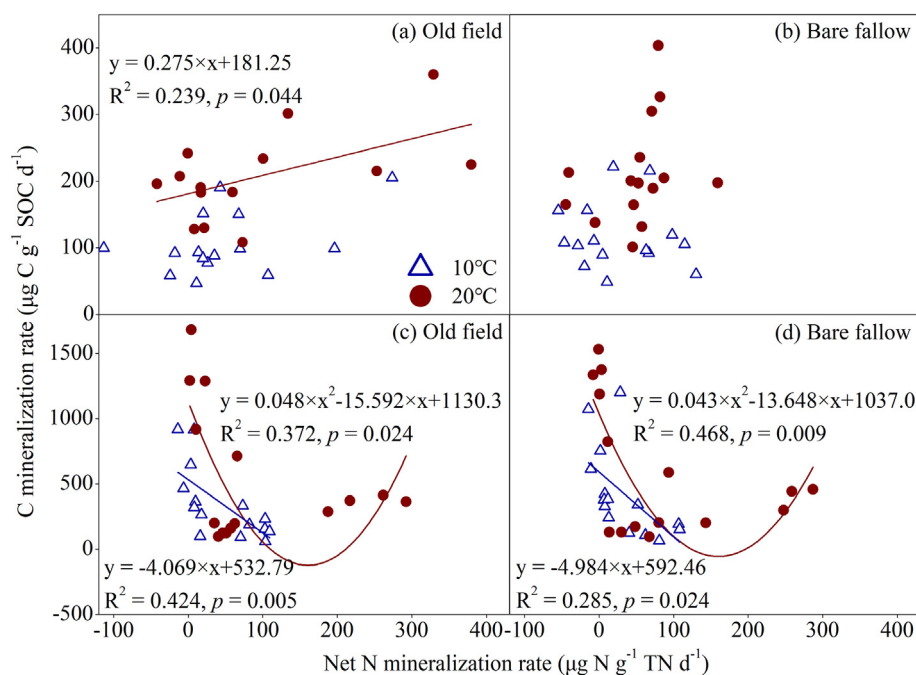 (a) Old field
(b) Bare fallow
y = 0.275×x+181.25
R² = 0.239, p = 0.044
400
300
200
100
0
10℃
20℃
C mineralization rate (μg C g⁻¹ SOC d⁻¹)
(c) Old field
(d) Bare fallow
1500
1000
500
0
-500
y = 0.048×x²-15.592×x+1130.3
R² = 0.372, p = 0.024
y = 0.043×x²-13.648×x+1037.0
R² = 0.468, p = 0.009
y = -4.069×x+532.79
R² = 0.424, p = 0.005
y = -4.984×x+592.46
R² = 0.285, p = 0.024
-100 0 100 200 300 400 -100 0 100 200 300 400
Net N mineralization rate (μg N g⁻¹ TN d⁻¹)